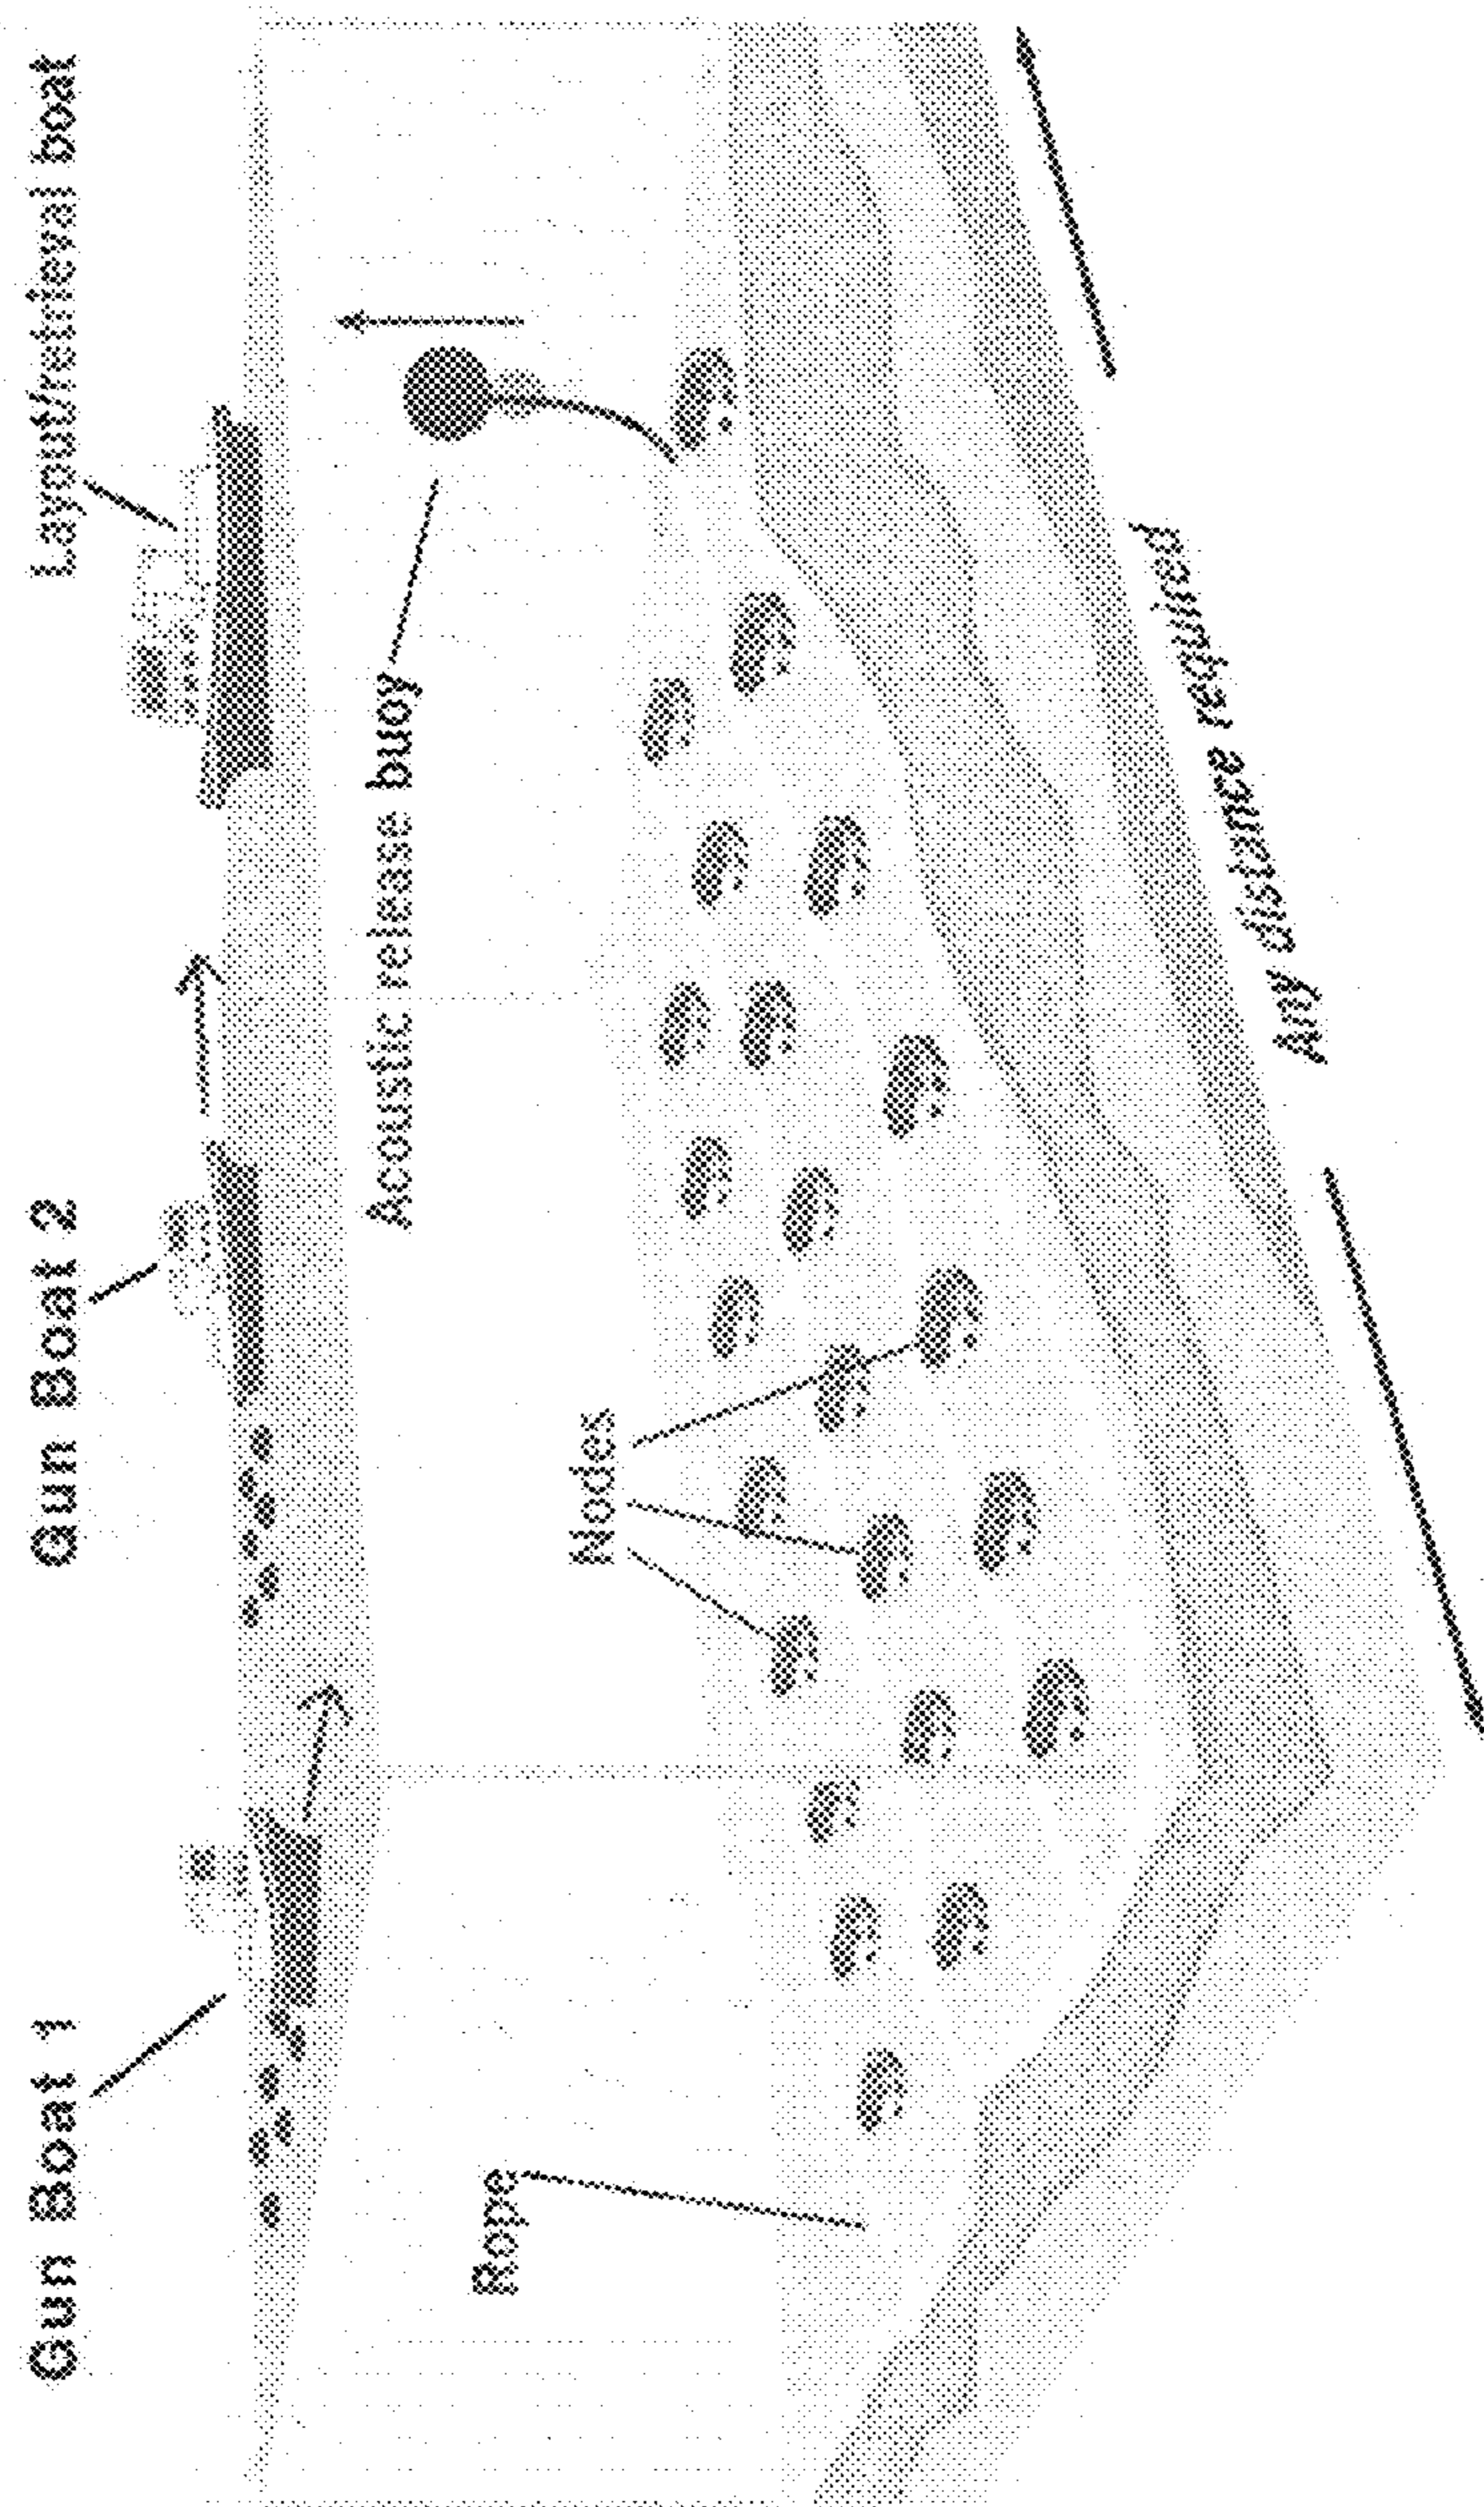 Gun Boat 1
Gun Boat 2
Layout/retrieval boat
Acoustic release buoy
Nodes
Rope
Any distance required